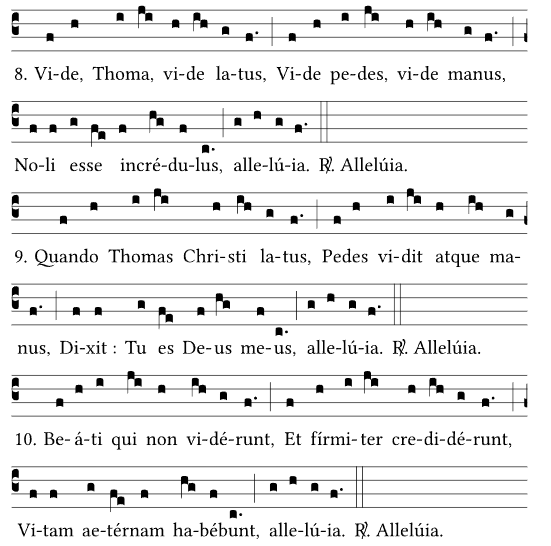 8. Vi-de, Thoma, vi-de la-tus, Vi-de pe-des, vi-de manus,
No-li esse incré-du-lus, alle-lú-ia. ℟. Allelúia.
9. Quando Thomas Chri-sti la-tus, Pedes vi-dit atque ma-
nus, Di-xit : Tu es De-us me-us, alle-lú-ia. ℟. Allelúia.
10. Be-á-ti qui non vi-dé-runt, Et fírmi-ter cre-di-dé-runt,
Vi-tam ae-térnam ha-bébunt, alle-lú-ia. ℟. Allelúia.